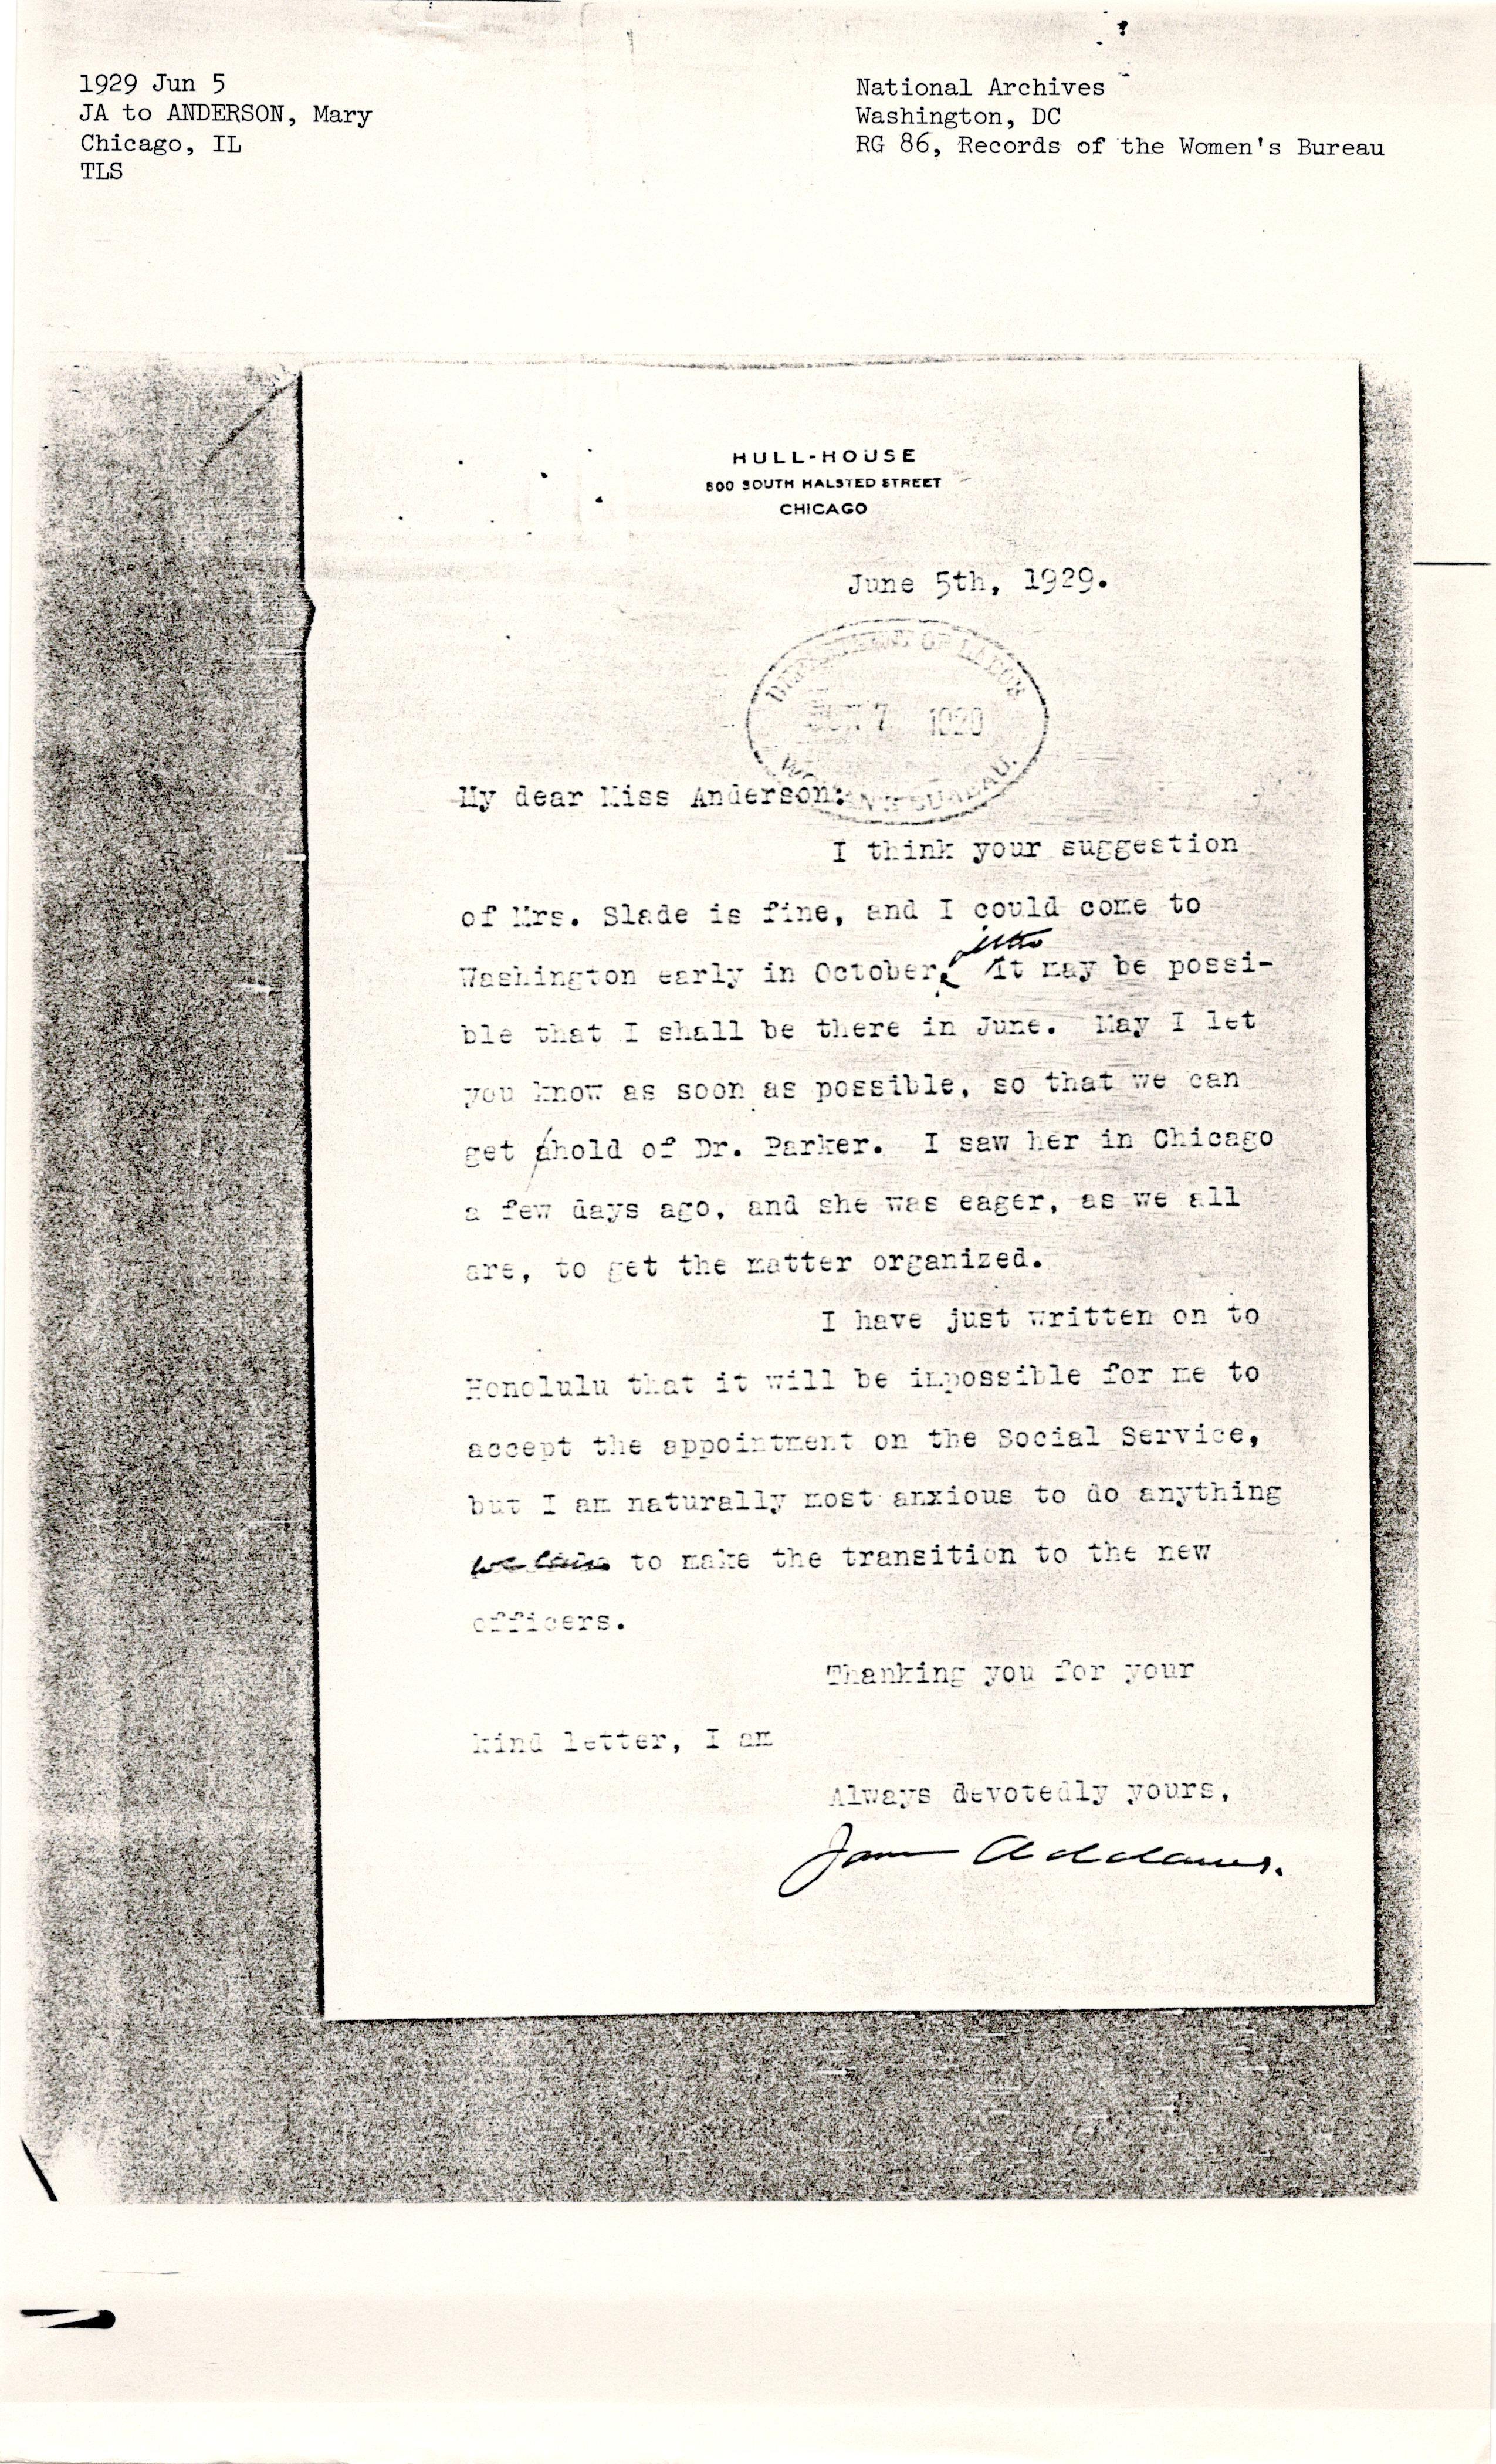 1929 Jun 5
JA to ANDERSON, Mary
Chicago, IL
TLS
National Archives
Washington, DC
RG 86, Records of the Women's Bureau
HULL-HOUSE
800 SOUTH HALSTED STREET
CHICAGO
June 5th, 1929.
DEPARTMENT OF LABOR
JUN 7 1929
WOMEN'S BUREAU.
My dear Miss Anderson:
I think your suggestion
of Mrs. Slade is fine, and I could come to
Washington early in October, it may be possi-
ble that I shall be there in June. May I let
you know as soon as possible, so that we can
get ahold of Dr. Parker. I saw her in Chicago
a few days ago, and she was eager, as we all
are, to get the matter organized.
I have just written on to
Honolulu that it will be impossible for me to
accept the appointment on the Social Service,
but I am naturally most anxious to do anything
to make the transition to the new
officers.
Thanking you for your
kind letter, I am
Always devotedly yours,
Jane Addams.